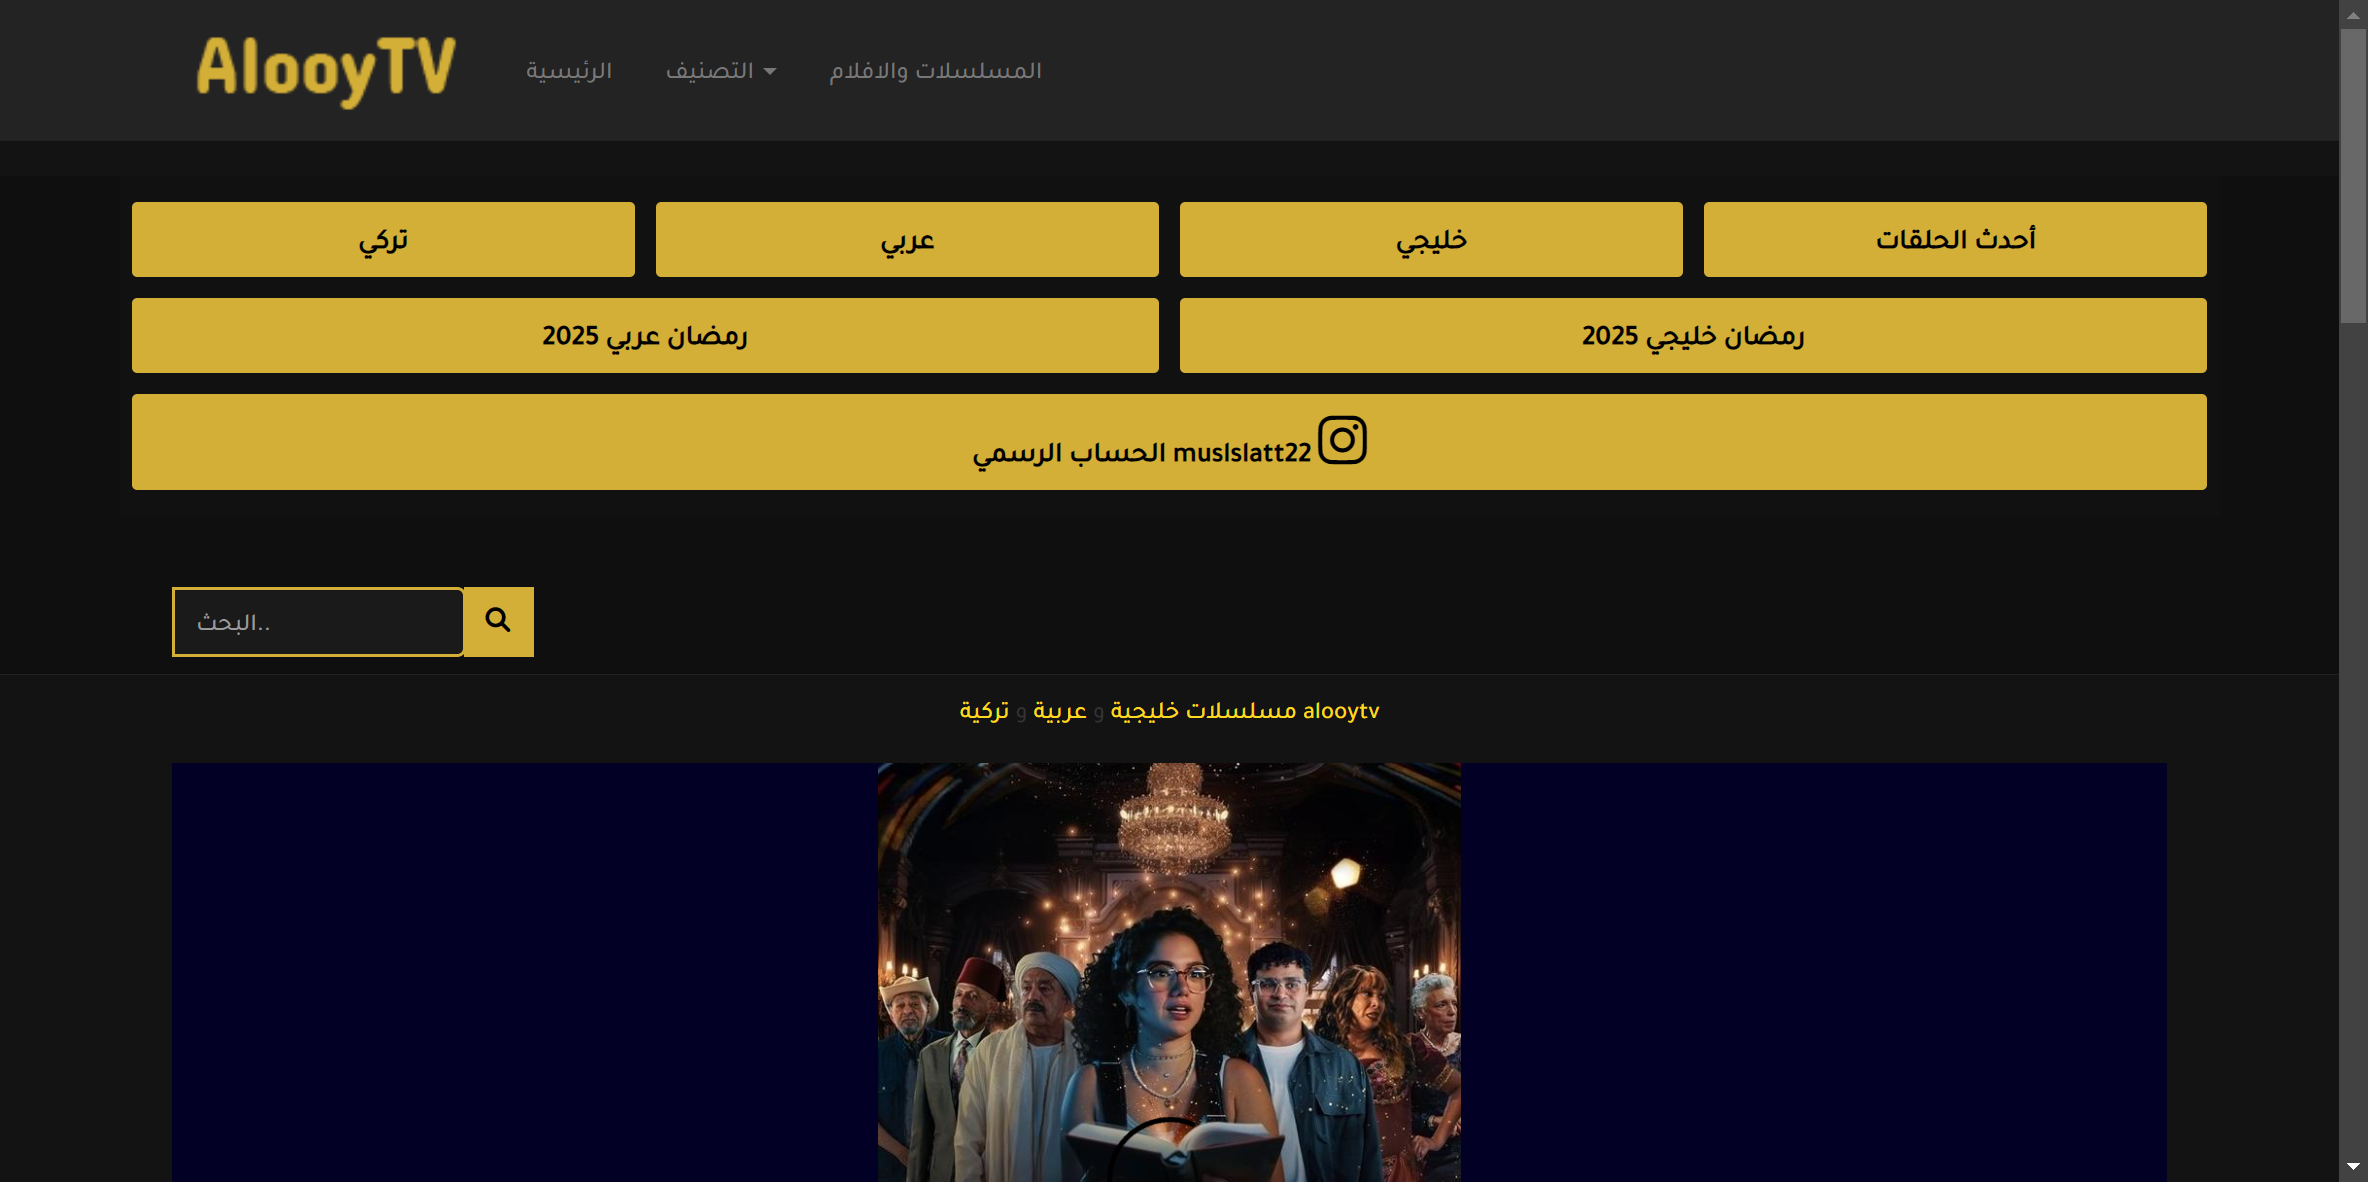 AlooyTV
الرئيسية
التصنيف
المسلسلات والافلام
أحدث الحلقات
خليجي
عربي
تركي
رمضان خليجي 2025
رمضان عربي 2025
muslslatt22 الحساب الرسمي
البحث..
alooytv مسلسلات خليجية و عربية و تركية